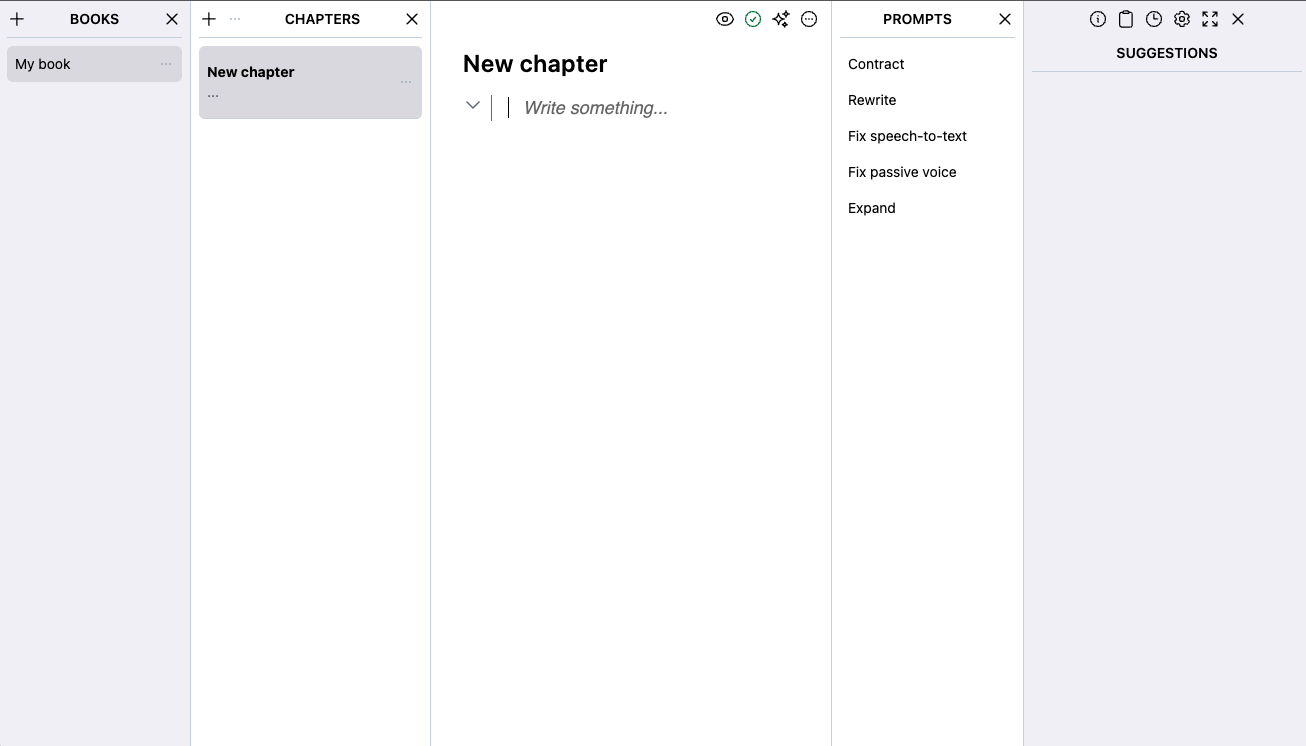 BOOKS
My book
...
CHAPTERS
...
New chapter
...
...
New chapter
Write something...
PROMPTS
Contract
Rewrite
Fix speech-to-text
Fix passive voice
Expand
SUGGESTIONS